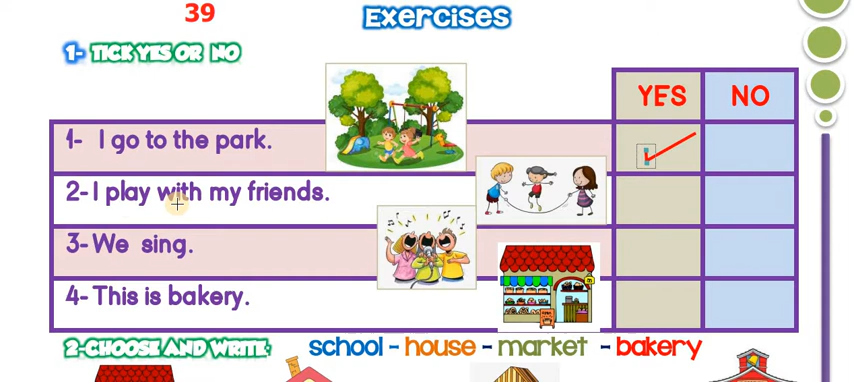 39
Exercises
1- TICK YES OR NO
YES NO
1- I go to the park.
2- I play with my friends.
3- We sing.
4- This is bakery.
2-CHOOSE AND WRITE school - house - market - bakery